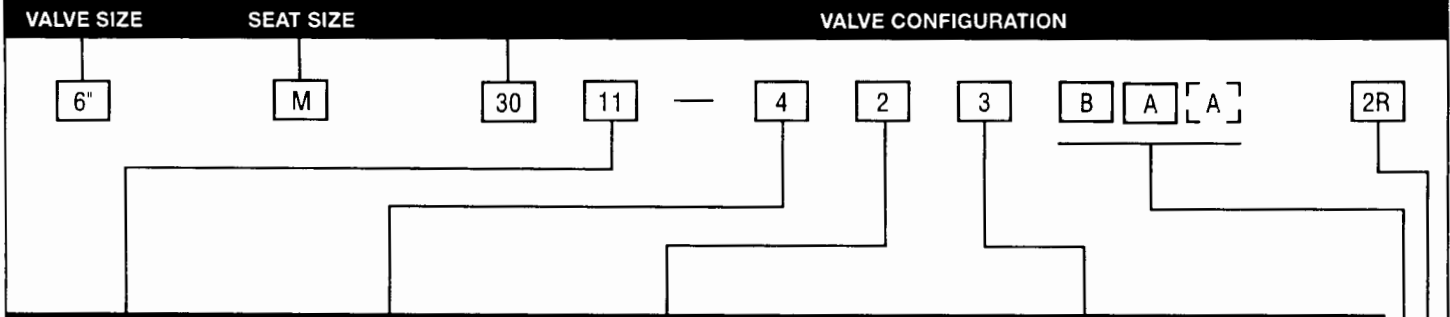 VALVE SIZE SEAT SIZE VALVE CONFIGURATION
6" M 30 11 — 4 2 3 B A A 2R